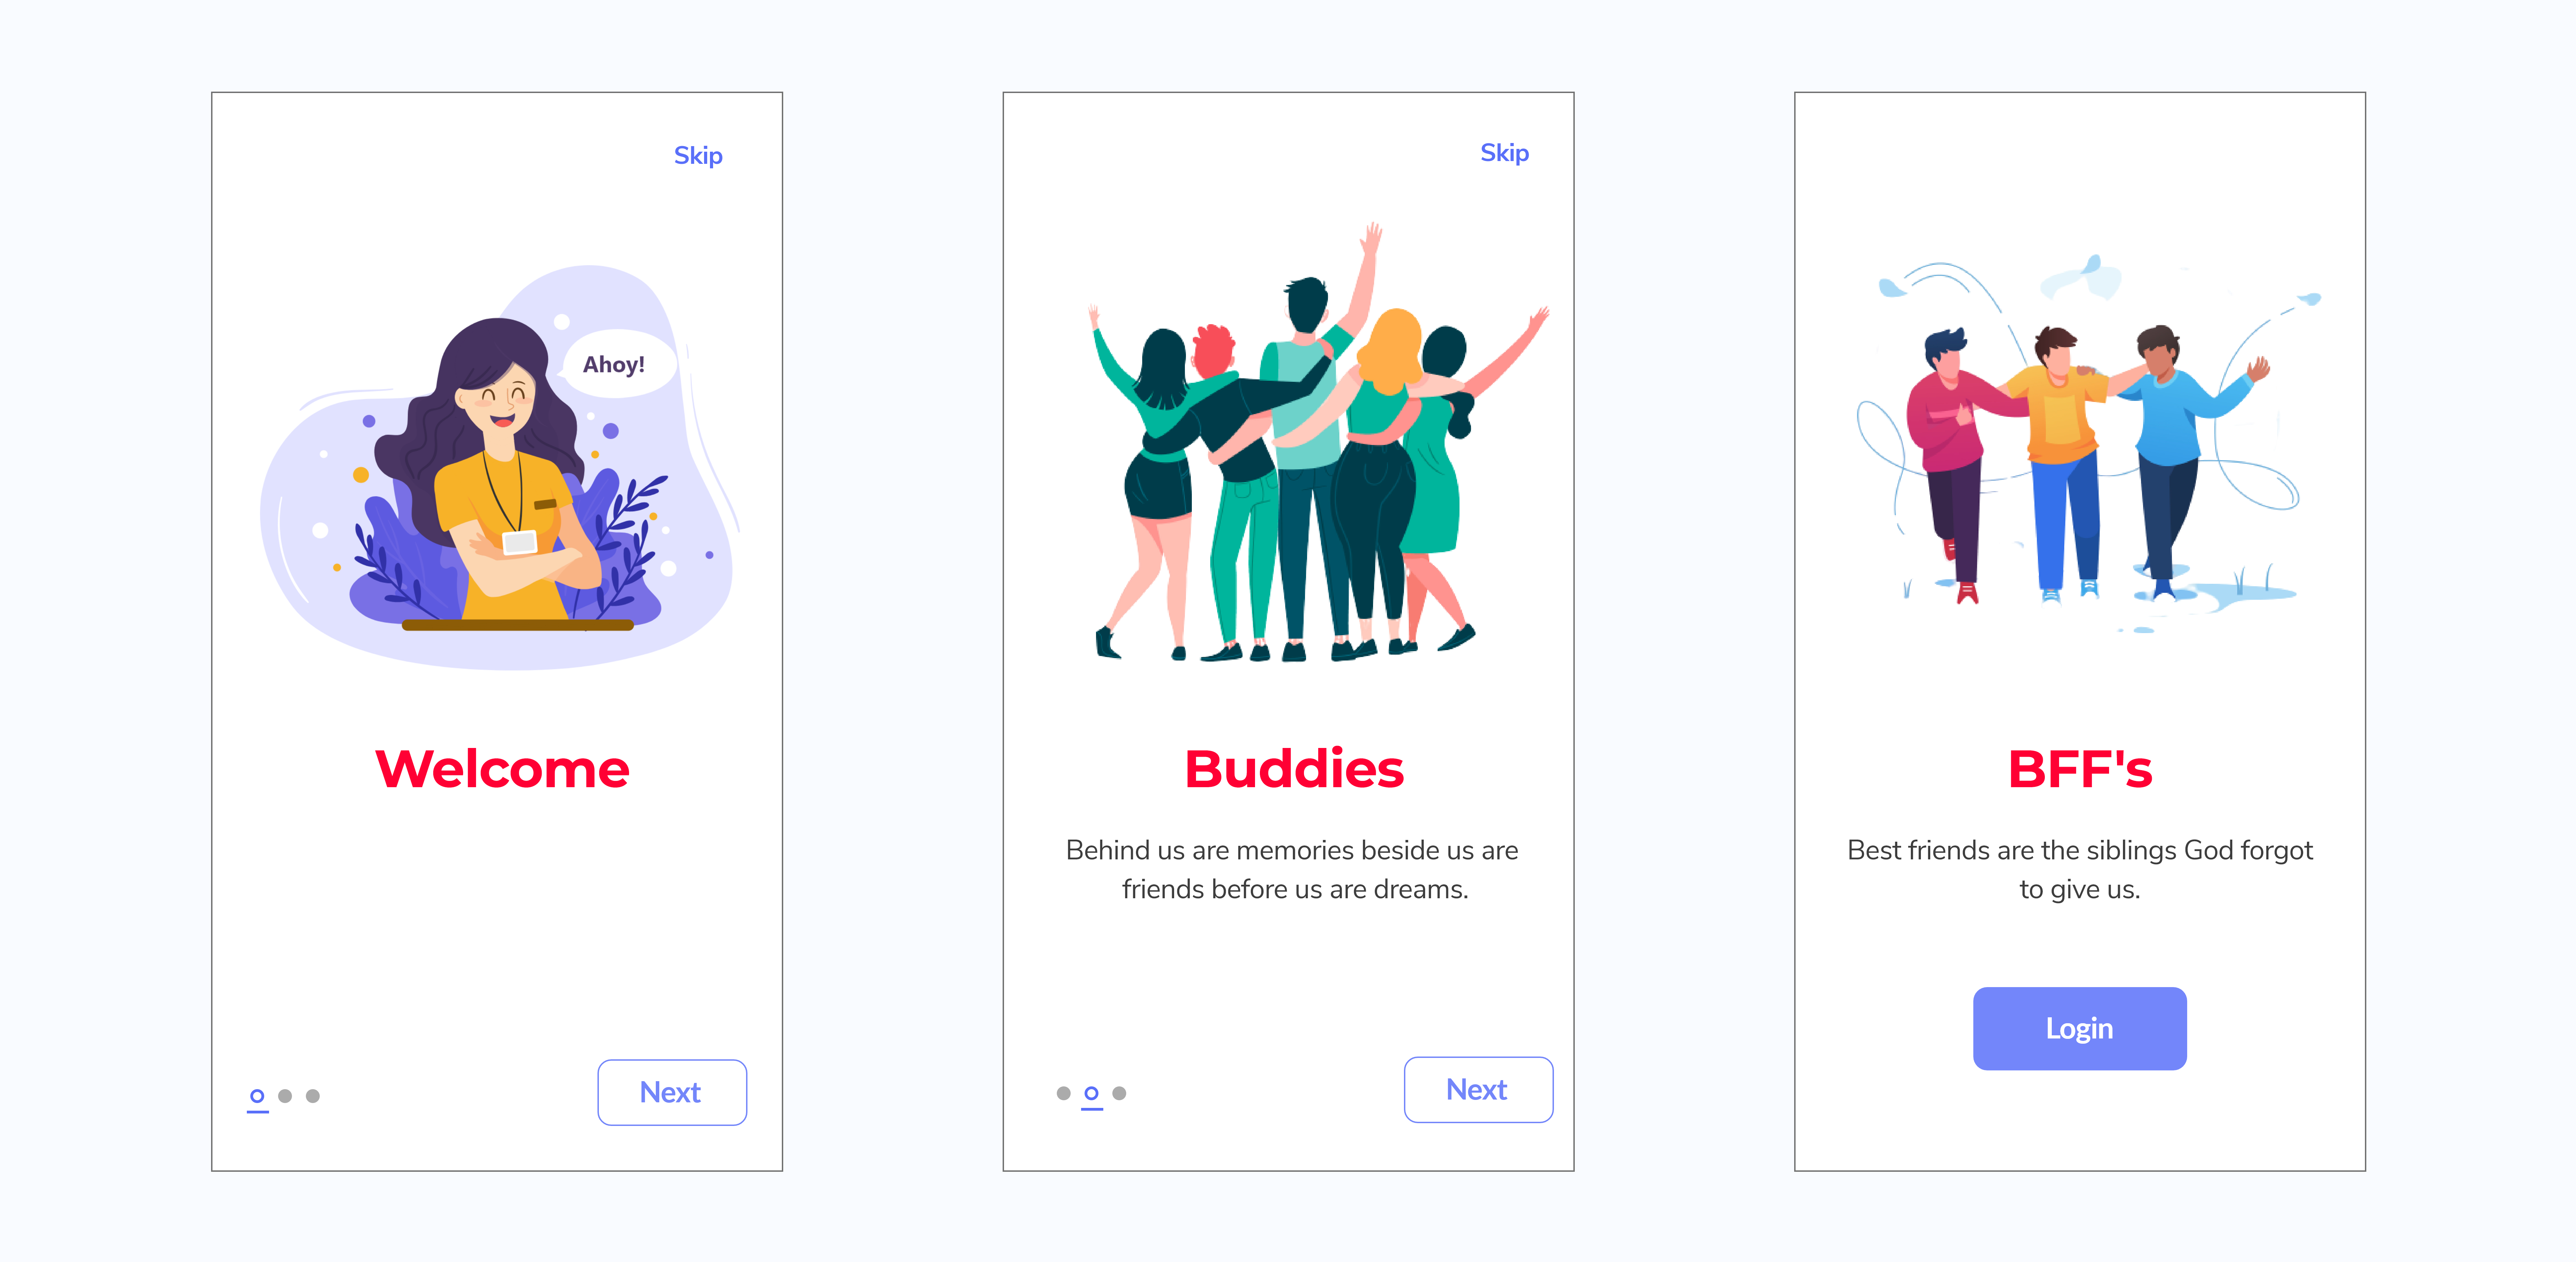 Skip
Ahoy!
Welcome
Next
Skip
Buddies
Behind us are memories beside us are
friends before us are dreams.
Next
BFF's
Best friends are the siblings God forgot
to give us.
Login